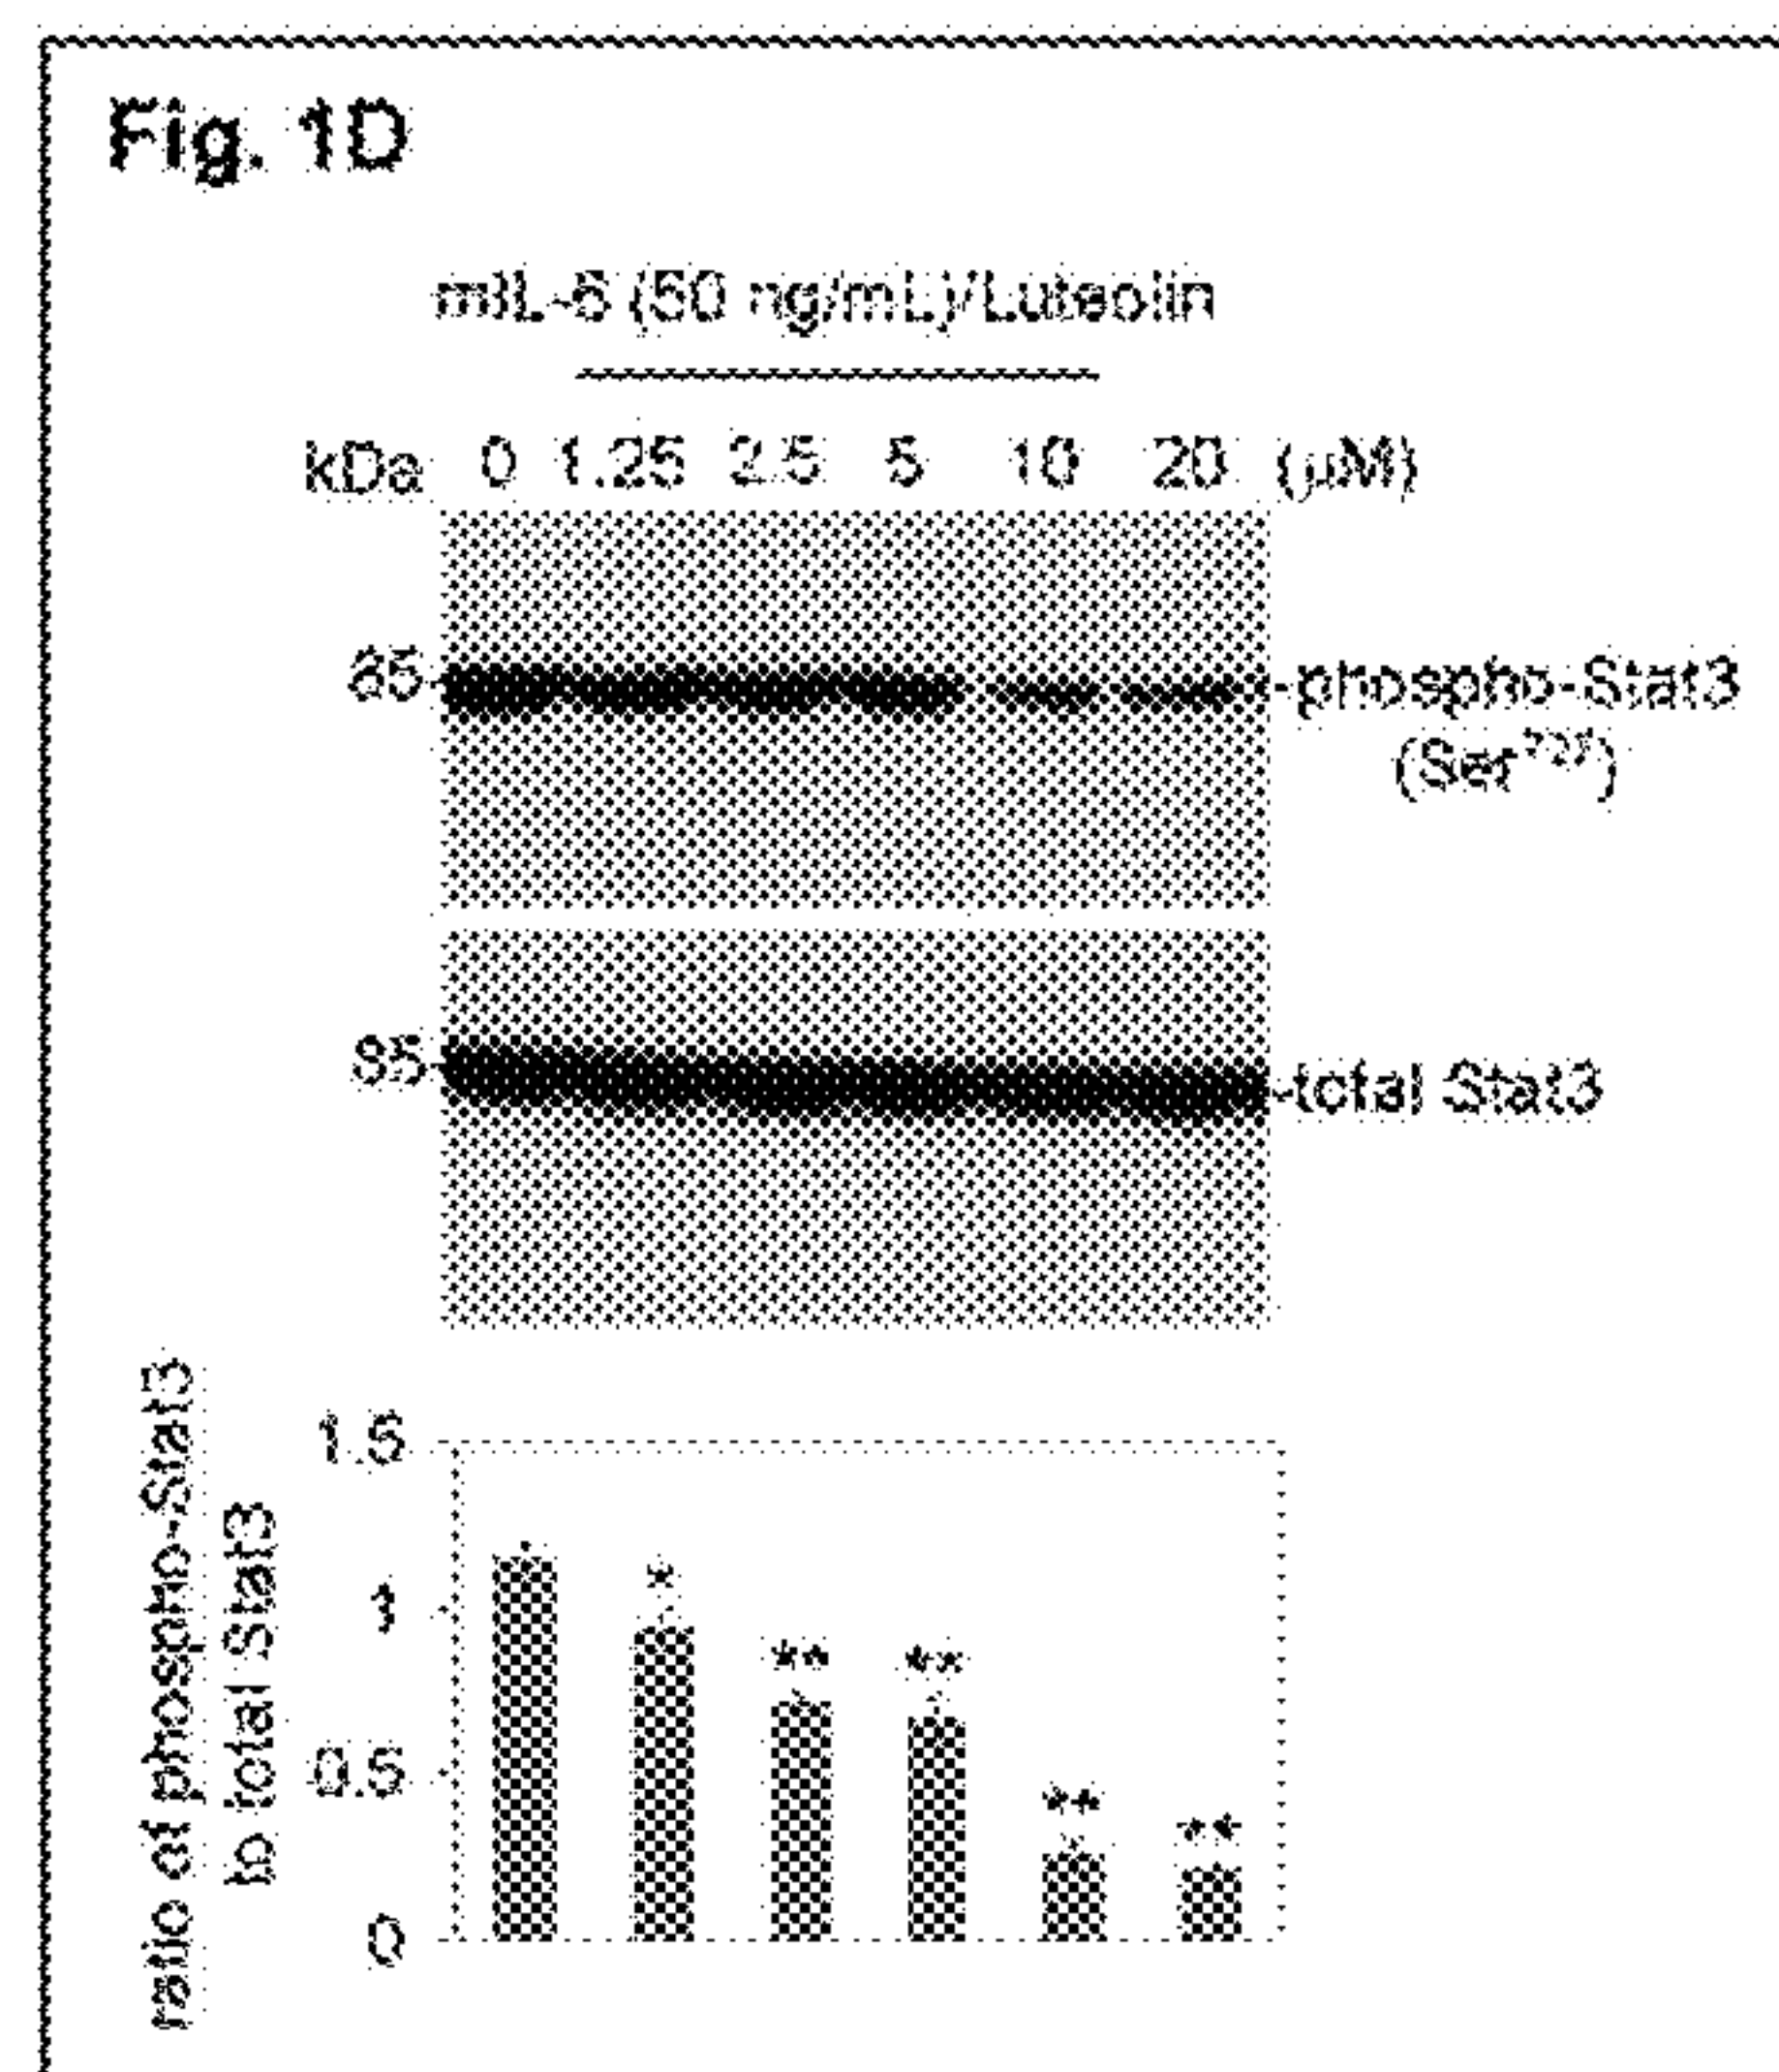 Fig. 1D
mIL-6 (50 ng/mL)/Luteolin
kDa 0 1.25 2.5 5 10 20 (µM)
85 phospho-Stat3
(Ser727)
85 total Stat3
ratio of phospho-Stat3
to total Stat3
1.5
1
0.5
0
*
**
**
**
**